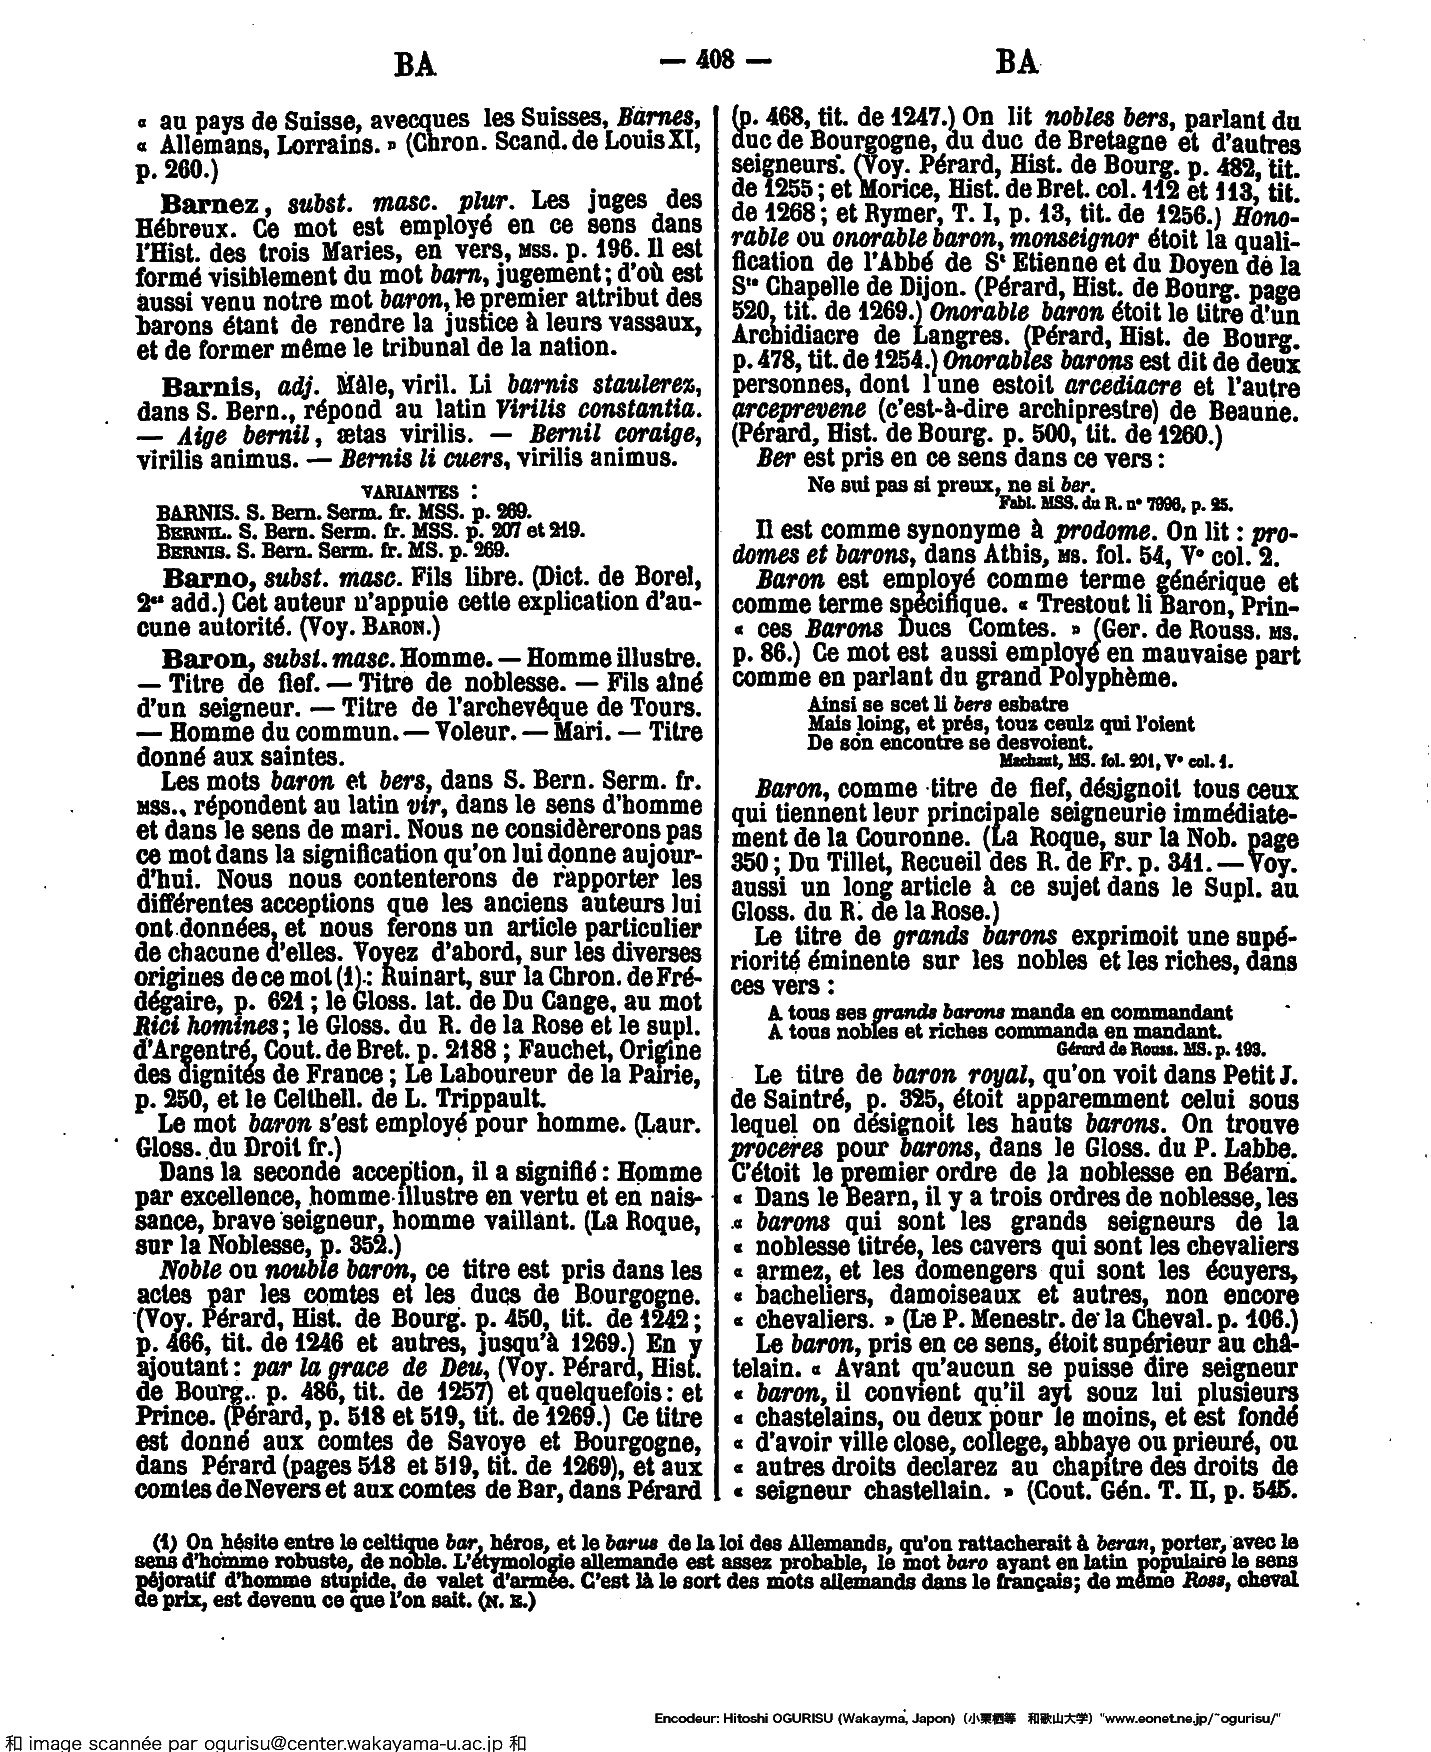 BA
— 408 —
BA
« au pays de Suisse, avecques les Suisses, Barnes,
« Allemans, Lorrains. » (Chron. Scand. de Louis XI,
p. 260.)
Barnez, subst. masc. plur. Les juges des
Hébreux. Ce mot est employé en ce sens dans
l'Hist. des trois Maries, en vers, MSS. p. 196. Il est
formé visiblement du mot barn, jugement; d'où est
aussi venu notre mot baron, le premier attribut des
barons étant de rendre la justice à leurs vassaux,
et de former même le tribunal de la nation.
Barnis, adj. Mâle, viril. Li barnis staulerez,
dans S. Bern., répond au latin Virilis constantia.
— Aige bernil, ætas virilis. — Bernil coraige,
virilis animus. — Bernis li cuers, virilis animus.
VARIANTES :
BARNIS. S. Bern. Serm. fr. MSS. p. 269.
BERNIL. S. Bern. Serm. fr. MSS. p. 207 et 219.
BERNIS. S. Bern. Serm. fr. MS. p. 269.
Barno, subst. masc. Fils libre. (Dict. de Borel,
2es add.) Cet auteur n'appuie cette explication d'au-
cune autorité. (Voy. BARON.)
Baron, subst. masc. Homme. — Homme illustre.
— Titre de fief. — Titre de noblesse. — Fils aîné
d'un seigneur. — Titre de l'archevêque de Tours.
— Homme du commun. — Voleur. — Mari. — Titre
donné aux saintes.
Les mots baron et bers, dans S. Bern. Serm. fr.
MSS., répondent au latin vir, dans le sens d'homme
et dans le sens de mari. Nous ne considèrerons pas
ce mot dans la signification qu'on lui donne aujour-
d'hui. Nous nous contenterons de rapporter les
différentes acceptions que les anciens auteurs lui
ont données, et nous ferons un article particulier
de chacune d'elles. Voyez d'abord, sur les diverses
origines de ce mot (1): Ruinart, sur la Chron. de Fré-
dégaire, p. 621 ; le Gloss. lat. de Du Cange, au mot
Rici homines ; le Gloss. du R. de la Rose et le supl.
d'Argentré, Cout. de Bret. p. 2188 ; Fauchet, Origine
des dignités de France ; Le Laboureur de la Pairie,
p. 250, et le Celthell. de L. Trippault.
Le mot baron s'est employé pour homme. (Laur.
Gloss. du Droit fr.)
Dans la seconde acception, il a signifié : Homme
par excellence, homme illustre en vertu et en nais-
sance, brave seigneur, homme vaillant. (La Roque,
sur la Noblesse, p. 352.)
Noble ou nouble baron, ce titre est pris dans les
actes par les comtes et les ducs de Bourgogne.
(Voy. Pérard, Hist. de Bourg. p. 450, tit. de 1242 ;
p. 466, tit. de 1246 et autres, jusqu'à 1269.) En y
ajoutant : par la grace de Deu, (Voy. Pérard, Hist.
de Bourg. p. 486, tit. de 1257) et quelquefois : et
Prince. (Pérard, p. 518 et 519, tit. de 1269.) Ce titre
est donné aux comtes de Savoye et Bourgogne,
dans Pérard (pages 518 et 519, tit. de 1269), et aux
comtes de Nevers et aux comtes de Bar, dans Pérard
(p. 468, tit. de 1247.) On lit nobles bers, parlant du
duc de Bourgogne, du duc de Bretagne et d'autres
seigneurs. (Voy. Pérard, Hist. de Bourg. p. 482, tit.
de 1255 ; et Morice, Hist. de Bret. col. 112 et 113, tit.
de 1268 ; et Rymer, T. I, p. 13, tit. de 1256.) Hono-
rable ou onorable baron, monseignor étoit la quali-
fication de l'Abbé de St Etienne et du Doyen de la
Ste Chapelle de Dijon. (Pérard, Hist. de Bourg. page
520, tit. de 1269.) Onorable baron étoit le titre d'un
Archidiacre de Langres. (Pérard, Hist. de Bourg.
p. 478, tit. de 1254.) Onorables barons est dit de deux
personnes, dont l'une estoit arcediacre et l'autre
arceprevene (c'est-à-dire archiprestre) de Beaune.
(Pérard, Hist. de Bourg. p. 500, tit. de 1260.)
Ber est pris en ce sens dans ce vers :
Ne sui pas si preux, ne si ber.
Fabl. MSS. du R. n° 7996, p. 25.
Il est comme synonyme à prodome. On lit : pro-
domes et barons, dans Athis, MS. fol. 54, V° col. 2.
Baron est employé comme terme générique et
comme terme spécifique. « Trestout li Baron, Prin-
« ces Barons Ducs Comtes. » (Ger. de Rouss. MS.
p. 86.) Ce mot est aussi employé en mauvaise part
comme en parlant du grand Polyphème.
Ainsi se scet li bers esbatre
Mais loing, et prés, touz ceulz qui l'oient
De son encontre se desvoient.
Machaut, MS. fol. 201, V° col. 1.
Baron, comme titre de fief, désignoit tous ceux
qui tiennent leur principale seigneurie immédiate-
ment de la Couronne. (La Roque, sur la Nob. page
350 ; Du Tillet, Recueil des R. de Fr. p. 341. — Voy.
aussi un long article à ce sujet dans le Supl. au
Gloss. du R. de la Rose.)
Le titre de grands barons exprimoit une supé-
riorité éminente sur les nobles et les riches, dans
ces vers :
A tous ses grands barons manda en commandant
A tous nobles et riches commanda en mandant.
Gérard de Rouss. MS. p. 193.
Le titre de baron royal, qu'on voit dans Petit J.
de Saintré, p. 325, étoit apparemment celui sous
lequel on désignoit les hauts barons. On trouve
proceres pour barons, dans le Gloss. du P. Labbe.
C'étoit le premier ordre de la noblesse en Béarn.
« Dans le Bearn, il y a trois ordres de noblesse, les
« barons qui sont les grands seigneurs de la
« noblesse titrée, les cavers qui sont les chevaliers
« armez, et les domengers qui sont les écuyers,
« bacheliers, damoiseaux et autres, non encore
« chevaliers. » (Le P. Menestr. de la Cheval. p. 106.)
Le baron, pris en ce sens, étoit supérieur au châ-
telain. « Avant qu'aucun se puisse dire seigneur
« baron, il convient qu'il ayt souz lui plusieurs
« chastelains, ou deux pour le moins, et est fondé
« d'avoir ville close, college, abbaye ou prieuré, ou
« autres droits declarez au chapitre des droits de
« seigneur chastellain. » (Cout. Gén. T. II, p. 545.
(1) On hésite entre le celtique bar, héros, et le barus de la loi des Allemands, qu'on rattacherait à beran, porter, avec le
sens d'homme robuste, de noble. L'étymologie allemande est assez probable, le mot baro ayant en latin populaire le sens
péjoratif d'homme stupide, de valet d'armée. C'est là le sort des mots allemands dans le français; de même Ross, cheval
de prix, est devenu ce que l'on sait. (N. E.)
Encodeur: Hitoshi OGURISU (Wakayma, Japon) (小栗栖等 和歌山大学) "www.eonet.ne.jp/~ogurisu/"
和 image scannée par ogurisu@center.wakayama-u.ac.jp 和